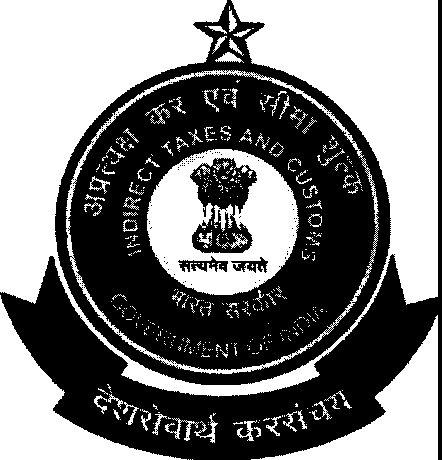 अप्रत्यक्ष कर एवं सीमा शुल्क
INDIRECT TAXES AND CUSTOMS
सत्यमेव जयते
भारत सरकार
GOVERNMENT OF INDIA
देशसेवार्थ करसंचय